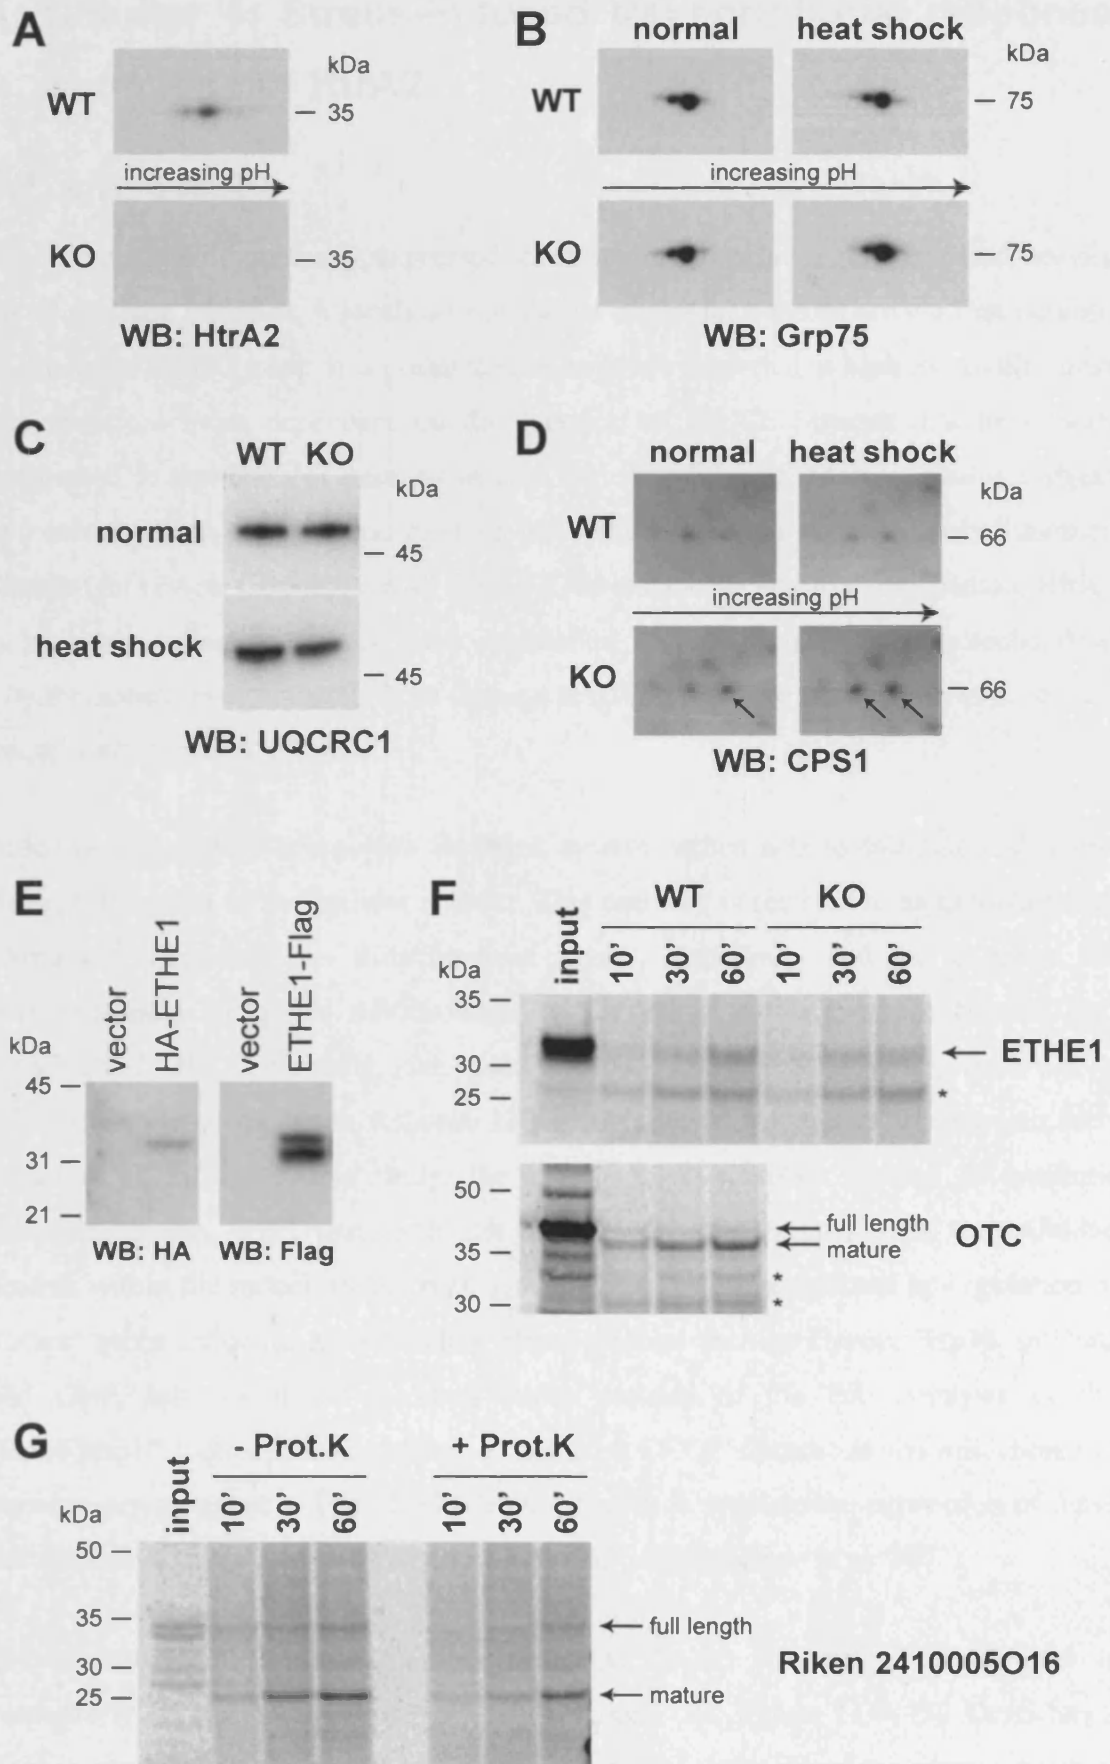 A
kDa
WT
— 35
increasing pH
KO
— 35
WB: HtrA2
B
normal heat shock
kDa
WT
— 75
increasing pH
KO
— 75
WB: Grp75
C
WT KO
kDa
normal
— 45
heat shock
— 45
WB: UQCRC1
D
normal heat shock
kDa
WT
— 66
increasing pH
KO
— 66
WB: CPS1
E
vector
HA-ETHE1
vector
ETHE1-Flag
kDa
45 —
31 —
21 —
WB: HA WB: Flag
F
WT KO
input
10' 30' 60' 10' 30' 60'
kDa
35 —
30 —
25 —
ETHE1
*
50 —
35 —
30 —
full length
mature
OTC
*
*
G
- Prot.K + Prot.K
input
10' 30' 60' 10' 30' 60'
kDa
50 —
35 —
30 —
25 —
full length
mature
Riken 2410005O16